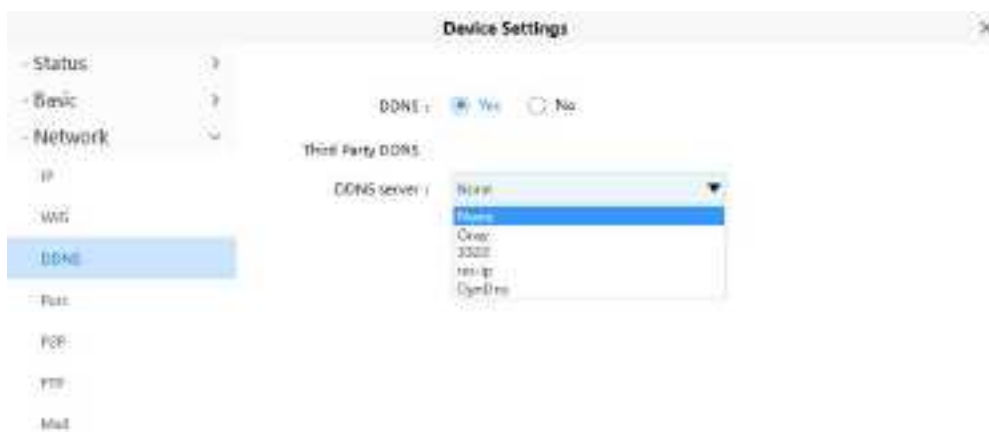 Device Settings
- Status
- Basic
- Network
IP
DDNS
Port
P2P
FTP
Mail
DDNS : Yes No
Third Party DDNS
DDNS server : None
None
Oray
3322
no-ip
DynDns